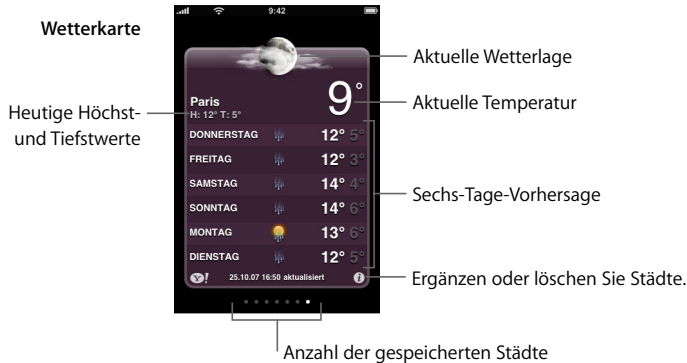 9:42
Wetterkarte
Aktuelle Wetterlage
Paris
9°
Aktuelle Temperatur
Heutige Höchst-
und Tiefstwerte
H: 12° T: 5°
DONNERSTAG 12° 5°
FREITAG 12° 3°
SAMSTAG 14° 4°
Sechs-Tage-Vorhersage
SONNTAG 14° 6°
MONTAG 13° 6°
DIENSTAG 12° 5°
Y! 25.10.07 16:50 aktualisiert i
Ergänzen oder löschen Sie Städte.
Anzahl der gespeicherten Städte